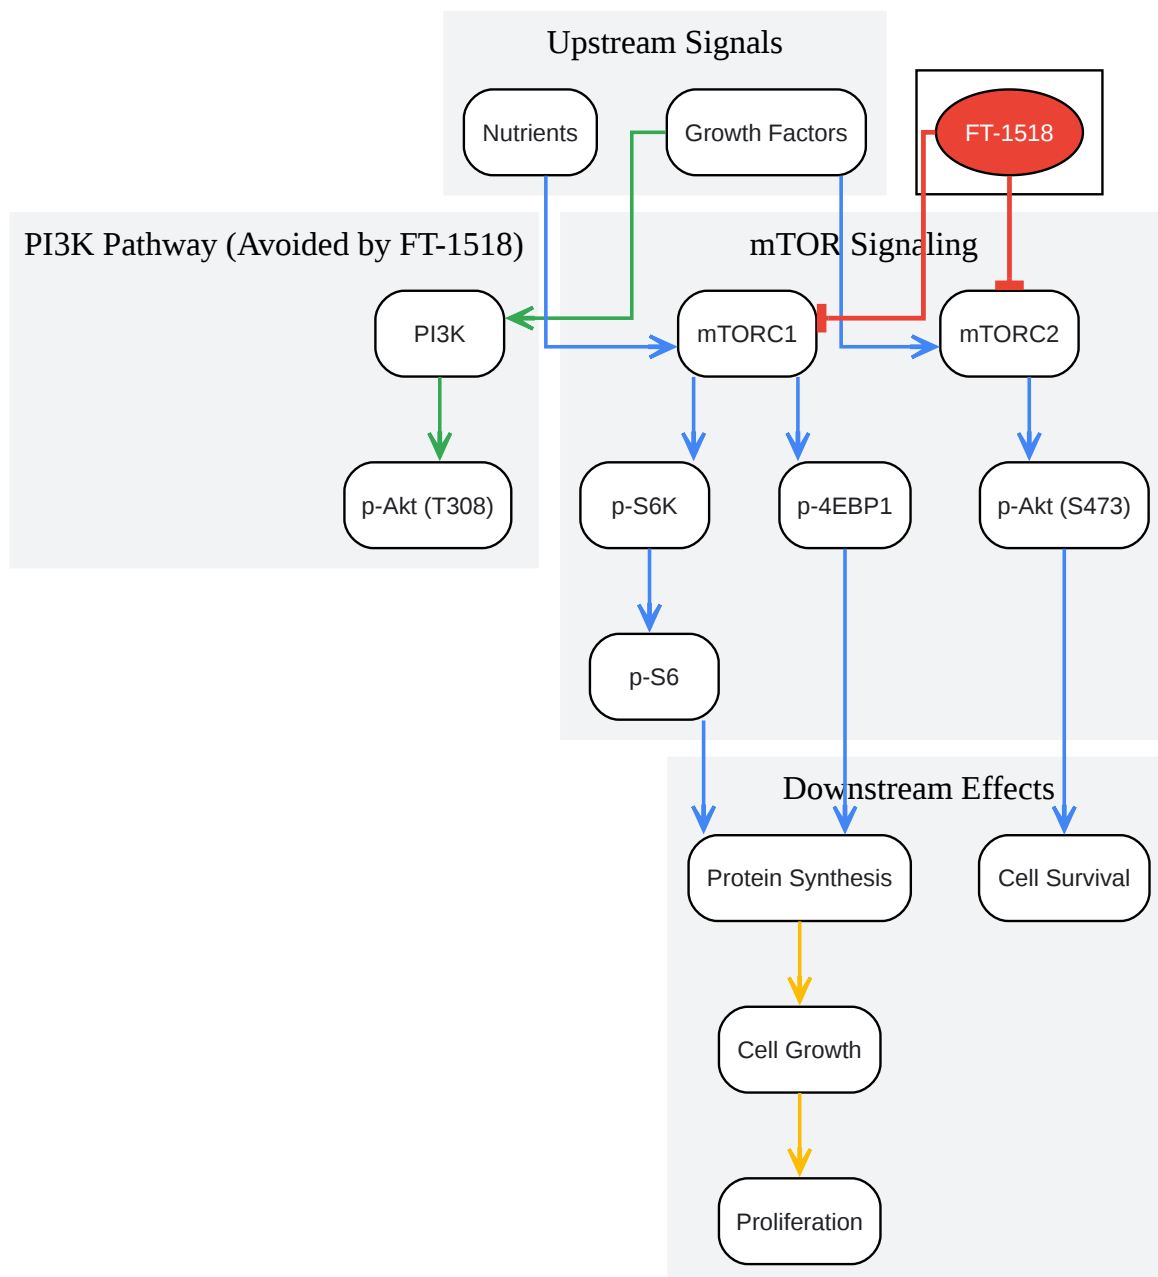 Upstream Signals
Nutrients
Growth Factors
FT-1518
PI3K Pathway (Avoided by FT-1518)
mTOR Signaling
PI3K
mTORC1
mTORC2
p-Akt (T308)
p-S6K
p-4EBP1
p-Akt (S473)
p-S6
Downstream Effects
Protein Synthesis
Cell Survival
Cell Growth
Proliferation